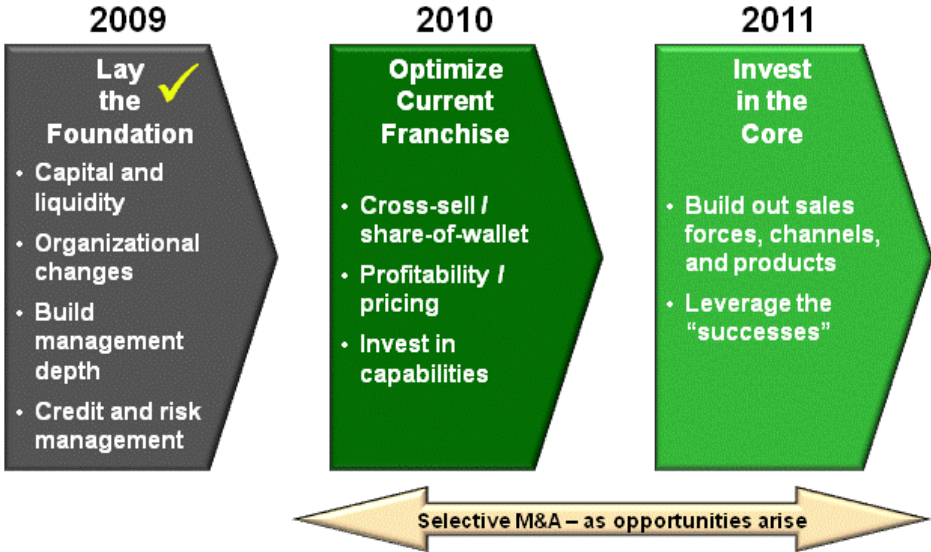 2009
Lay
the
Foundation
• Capital and
liquidity
• Organizational
changes
• Build
management
depth
• Credit and risk
management
2010
Optimize
Current
Franchise
• Cross-sell /
share-of-wallet
• Profitability /
pricing
• Invest in
capabilities
2011
Invest
in the
Core
• Build out sales
forces, channels,
and products
• Leverage the
“successes”
Selective M&A – as opportunities arise